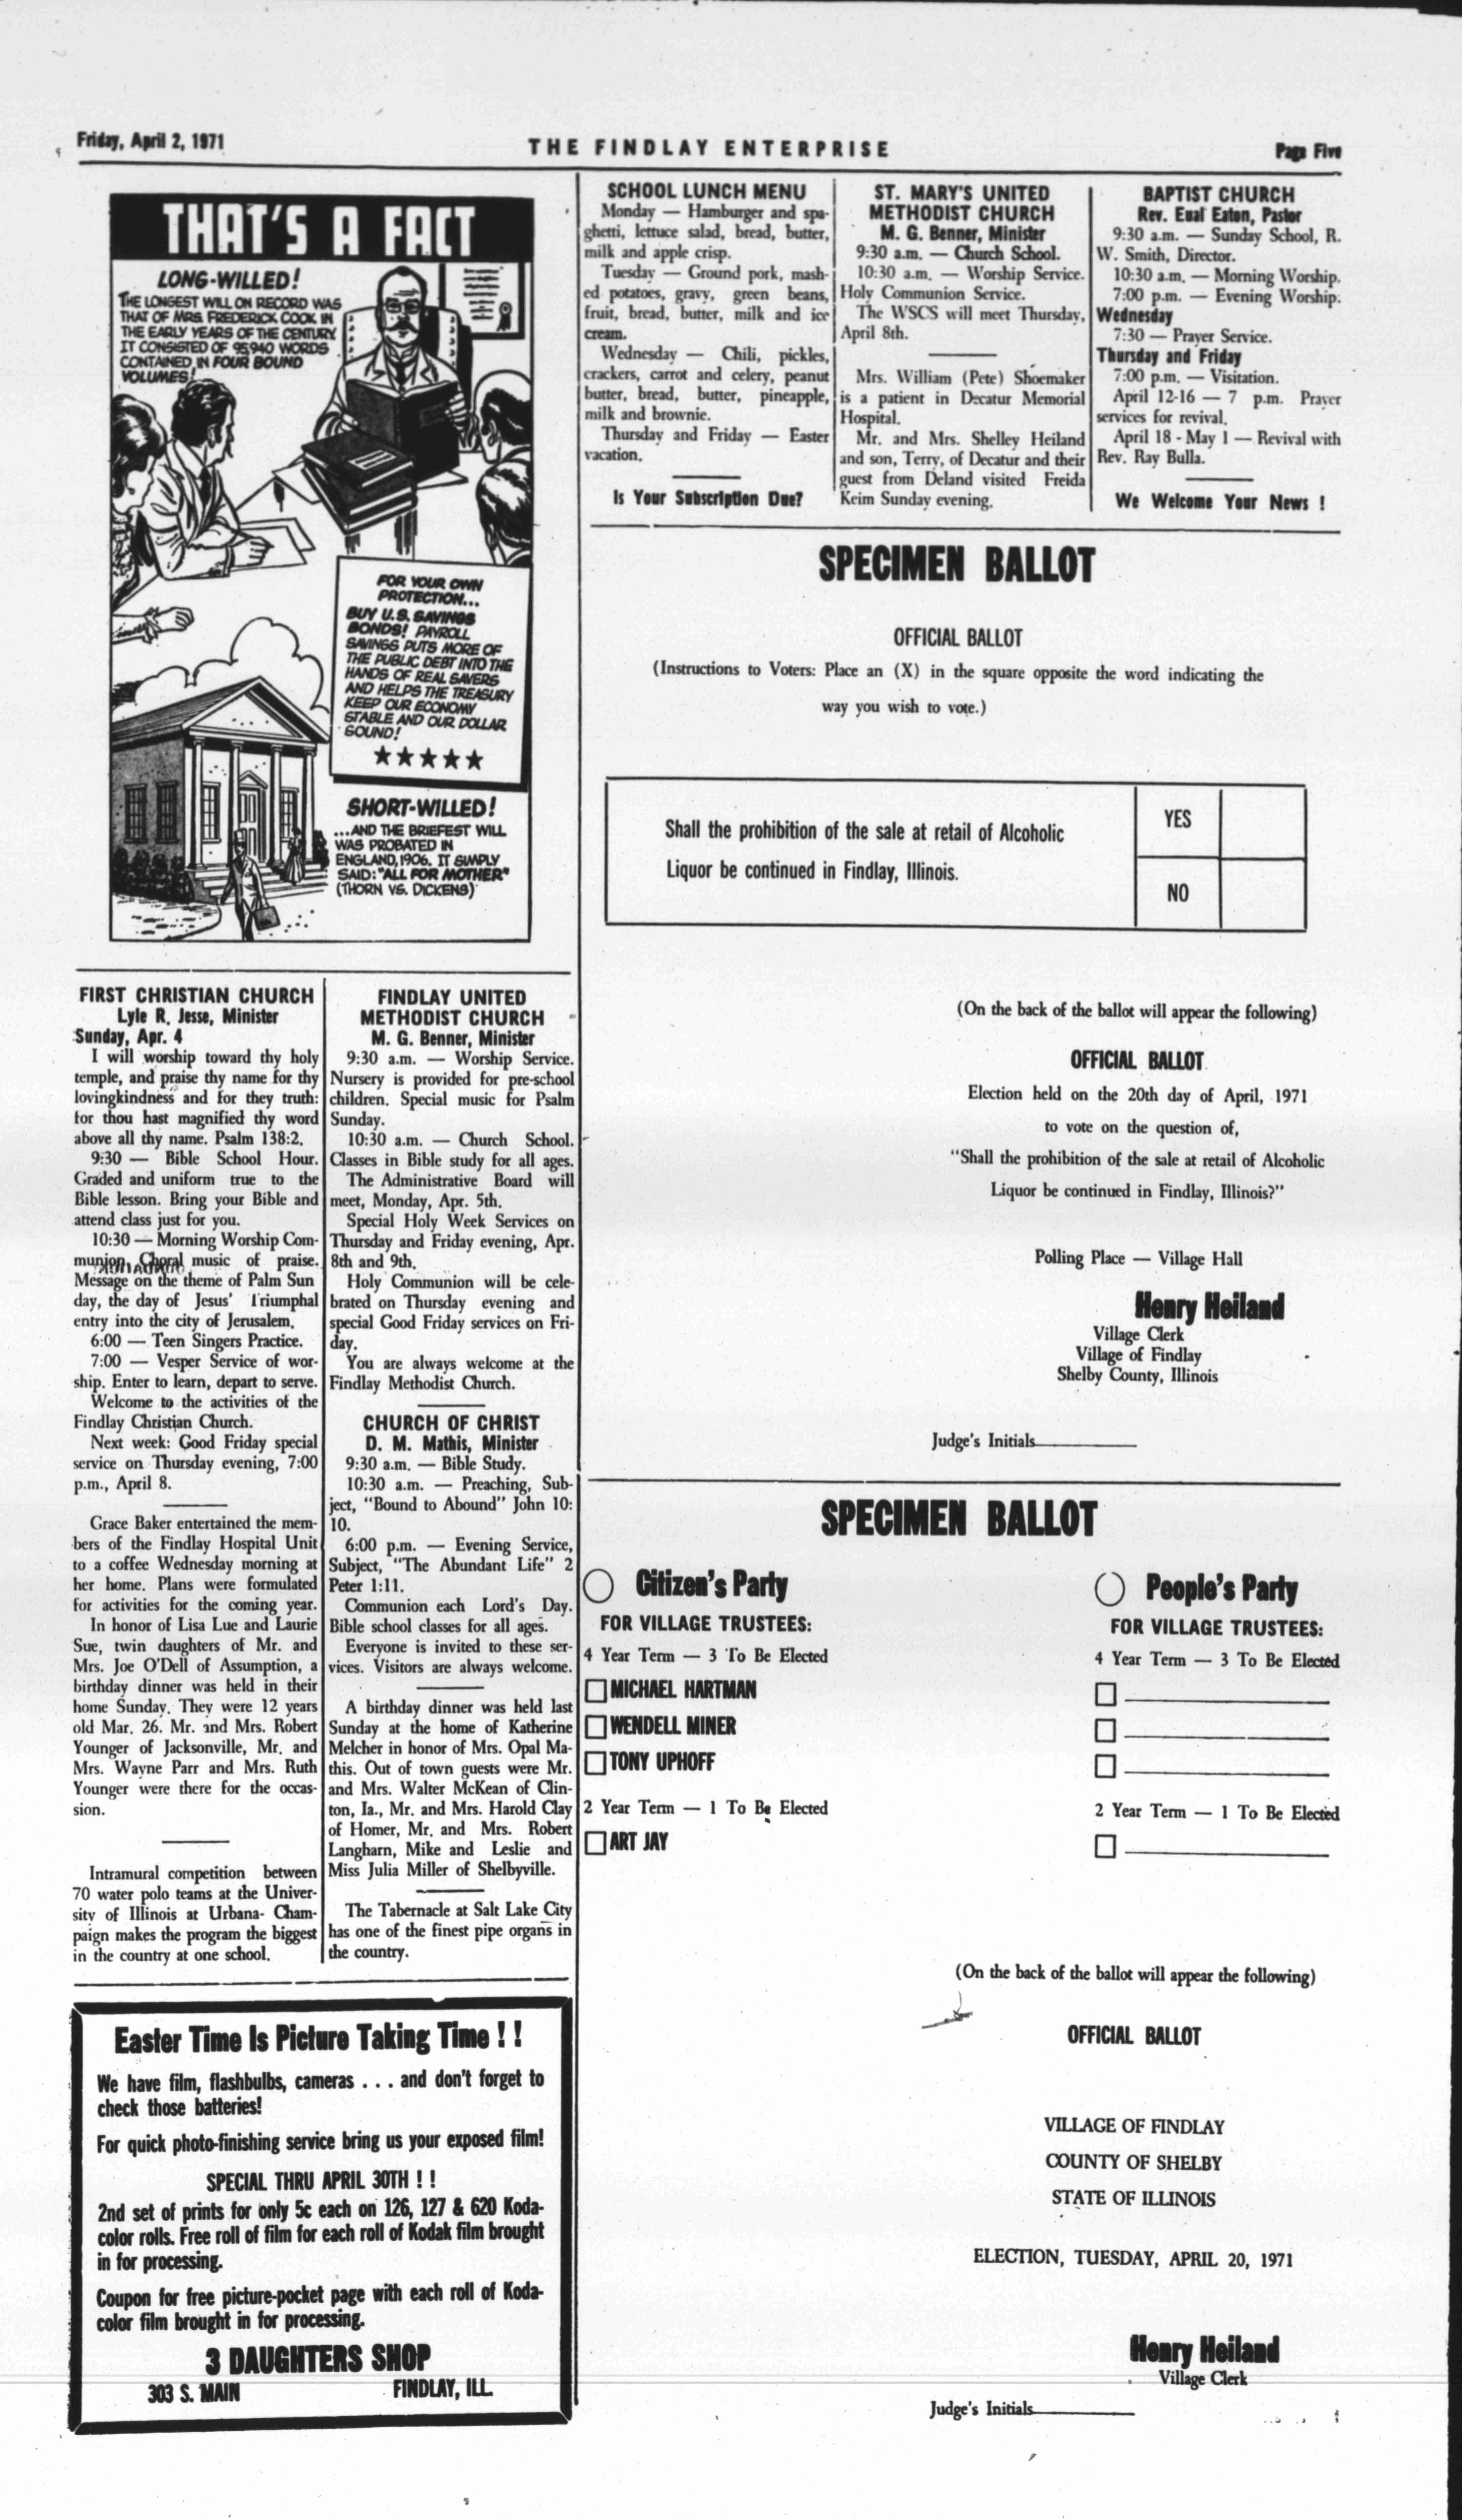 Friday, April 2, 1971
THE FINDLAY ENTERPRISE
Page Five
THAT'S A FACT
LONG-WILLED!
THE LONGEST WILL ON RECORD WAS
THAT OF MRS FREDERICK COOK IN
THE EARLY YEARS OF THE CENTURY
IT CONSISTED OF 95,940 WORDS
CONTAINED IN FOUR BOUND
VOLUMES!
FOR YOUR OWN
PROTECTION...
BUY U.S. SAVINGS
BONDS! PAYROLL
SAVINGS PUTS MORE OF
THE PUBLIC DEBT INTO THE
HANDS OF REAL SAVERS
AND HELPS THE TREASURY
KEEP OUR ECONOMY
STABLE AND OUR DOLLAR
SOUND!
★★★★★
SHORT-WILLED!
...AND THE BRIEFEST WILL
WAS PROBATED IN
ENGLAND, 1906. IT SIMPLY
SAID: "ALL FOR MOTHER"
(THORN VS. DICKENS)
FIRST CHRISTIAN CHURCH
Lyle R. Jesse, Minister
Sunday, Apr. 4
I will worship toward thy holy
temple, and praise thy name for thy
lovingkindness and for they truth:
for thou hast magnified thy word
above all thy name. Psalm 138:2.
9:30 — Bible School Hour.
Graded and uniform true to the
Bible lesson. Bring your Bible and
attend class just for you.
10:30 — Morning Worship Com-
munion, Choral music of praise.
Message on the theme of Palm Sun
day, the day of Jesus' Triumphal
entry into the city of Jerusalem.
6:00 — Teen Singers Practice.
7:00 — Vesper Service of wor-
ship. Enter to learn, depart to serve.
Welcome to the activities of the
Findlay Christian Church.
Next week: Good Friday special
service on Thursday evening, 7:00
p.m., April 8.
Grace Baker entertained the mem-
bers of the Findlay Hospital Unit
to a coffee Wednesday morning at
her home. Plans were formulated
for activities for the coming year.
In honor of Lisa Lue and Laurie
Sue, twin daughters of Mr. and
Mrs. Joe O'Dell of Assumption, a
birthday dinner was held in their
home Sunday. They were 12 years
old Mar. 26. Mr. and Mrs. Robert
Younger of Jacksonville, Mr. and
Mrs. Wayne Parr and Mrs. Ruth
Younger were there for the occas-
sion.
Intramural competition between
70 water polo teams at the Univer-
sity of Illinois at Urbana- Cham-
paign makes the program the biggest
in the country at one school.
FINDLAY UNITED
METHODIST CHURCH
M. G. Benner, Minister
9:30 a.m. — Worship Service.
Nursery is provided for pre-school
children. Special music for Psalm
Sunday.
10:30 a.m. — Church School.
Classes in Bible study for all ages.
The Administrative Board will
meet, Monday, Apr. 5th.
Special Holy Week Services on
Thursday and Friday evening, Apr.
8th and 9th.
Holy Communion will be cele-
brated on Thursday evening and
special Good Friday services on Fri-
day.
You are always welcome at the
Findlay Methodist Church.
CHURCH OF CHRIST
D. M. Mathis, Minister
9:30 a.m. — Bible Study.
10:30 a.m. — Preaching, Sub-
ject, "Bound to Abound" John 10:
10.
6:00 p.m. — Evening Service,
Subject, "The Abundant Life" 2
Peter 1:11.
Communion each Lord's Day.
Bible school classes for all ages.
Everyone is invited to these ser-
vices. Visitors are always welcome.
A birthday dinner was held last
Sunday at the home of Katherine
Melcher in honor of Mrs. Opal Ma-
this. Out of town guests were Mr.
and Mrs. Walter McKean of Clin-
ton, Ia., Mr. and Mrs. Harold Clay
of Homer, Mr. and Mrs. Robert
Langharn, Mike and Leslie and
Miss Julia Miller of Shelbyville.
The Tabernacle at Salt Lake City
has one of the finest pipe organs in
the country.
Easter Time Is Picture Taking Time ! !
We have film, flashbulbs, cameras . . . and don't forget to
check those batteries!
For quick photo-finishing service bring us your exposed film!
SPECIAL THRU APRIL 30TH ! !
2nd set of prints for only 5c each on 126, 127 & 620 Koda-
color rolls. Free roll of film for each roll of Kodak film brought
in for processing.
Coupon for free picture-pocket page with each roll of Koda-
color film brought in for processing.
3 DAUGHTERS SHOP
303 S. MAIN FINDLAY, ILL.
SCHOOL LUNCH MENU
Monday — Hamburger and spa-
ghetti, lettuce salad, bread, butter,
milk and apple crisp.
Tuesday — Ground pork, mash-
ed potatoes, gravy, green beans,
fruit, bread, butter, milk and ice
cream.
Wednesday — Chili, pickles,
crackers, carrot and celery, peanut
butter, bread, butter, pineapple,
milk and brownie.
Thursday and Friday — Easter
vacation.
Is Your Subscription Due?
ST. MARY'S UNITED
METHODIST CHURCH
M. G. Benner, Minister
9:30 a.m. — Church School.
10:30 a.m. — Worship Service.
Holy Communion Service.
The WSCS will meet Thursday,
April 8th.
Mrs. William (Pete) Shoemaker
is a patient in Decatur Memorial
Hospital.
Mr. and Mrs. Shelley Heiland
and son, Terry, of Decatur and their
guest from Deland visited Freida
Keim Sunday evening.
BAPTIST CHURCH
Rev. Eual Eaton, Pastor
9:30 a.m. — Sunday School, R.
W. Smith, Director.
10:30 a.m. — Morning Worship.
7:00 p.m. — Evening Worship.
Wednesday
7:30 — Prayer Service.
Thursday and Friday
7:00 p.m. — Visitation.
April 12-16 — 7 p.m. Prayer
services for revival.
April 18 - May 1 — Revival with
Rev. Ray Bulla.
We Welcome Your News !
SPECIMEN BALLOT
OFFICIAL BALLOT
(Instructions to Voters: Place an (X) in the square opposite the word indicating the
way you wish to vote.)
Shall the prohibition of the sale at retail of Alcoholic
Liquor be continued in Findlay, Illinois.
YES
NO
(On the back of the ballot will appear the following)
OFFICIAL BALLOT
Election held on the 20th day of April, 1971
to vote on the question of,
"Shall the prohibition of the sale at retail of Alcoholic
Liquor be continued in Findlay, Illinois?"
Polling Place — Village Hall
Henry Heiland
Village Clerk
Village of Findlay
Shelby County, Illinois
Judge's Initials
SPECIMEN BALLOT
Citizen's Party
FOR VILLAGE TRUSTEES:
4 Year Term — 3 To Be Elected
MICHAEL HARTMAN
WENDELL MINER
TONY UPHOFF
2 Year Term — 1 To Be Elected
ART JAY
People's Party
FOR VILLAGE TRUSTEES:
4 Year Term — 3 To Be Elected
2 Year Term — 1 To Be Elected
(On the back of the ballot will appear the following)
OFFICIAL BALLOT
VILLAGE OF FINDLAY
COUNTY OF SHELBY
STATE OF ILLINOIS
ELECTION, TUESDAY, APRIL 20, 1971
Henry Heiland
Village Clerk
Judge's Initials